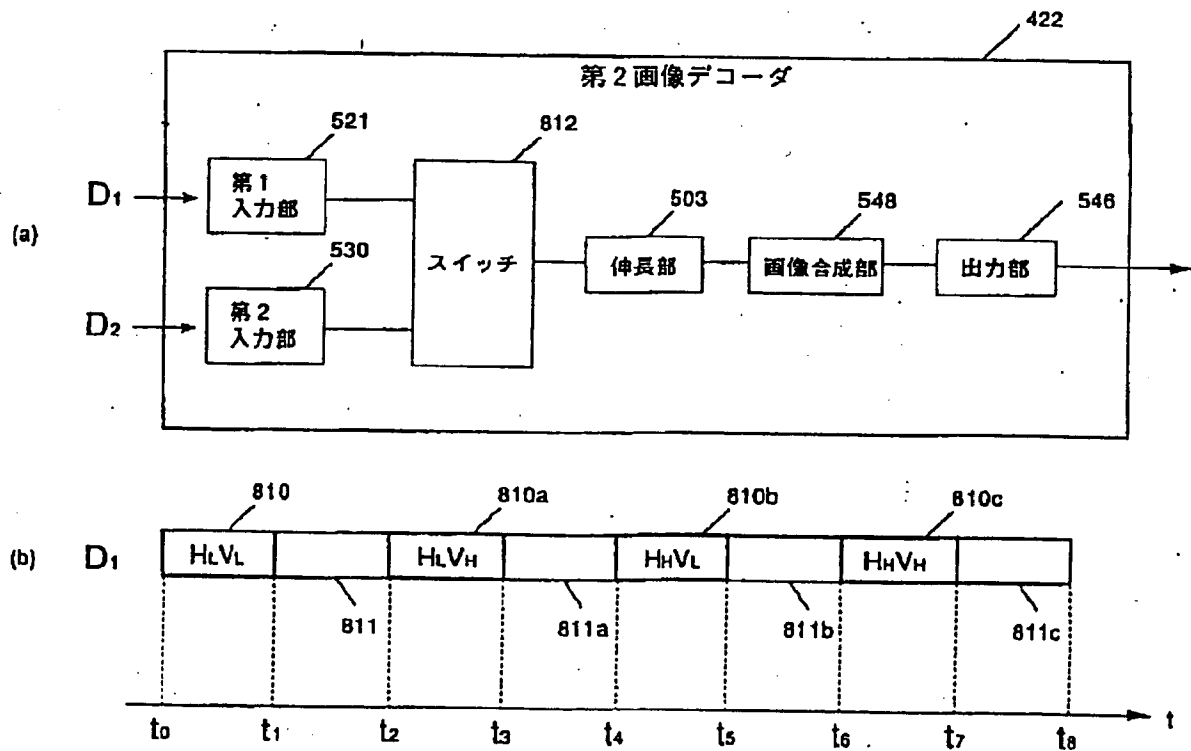 422
第2画像デコーダ
521
812
D1
第1
入力部
503
548
546
(a)
スイッチ
伸長部
画像合成部
出力部
530
D2
第2
入力部
810
810a
810b
810c
(b)
D1
HLVL
HLVH
HHVL
HHVH
811
811a
811b
811c
t0
t1
t2
t3
t4
t5
t6
t7
t8
t